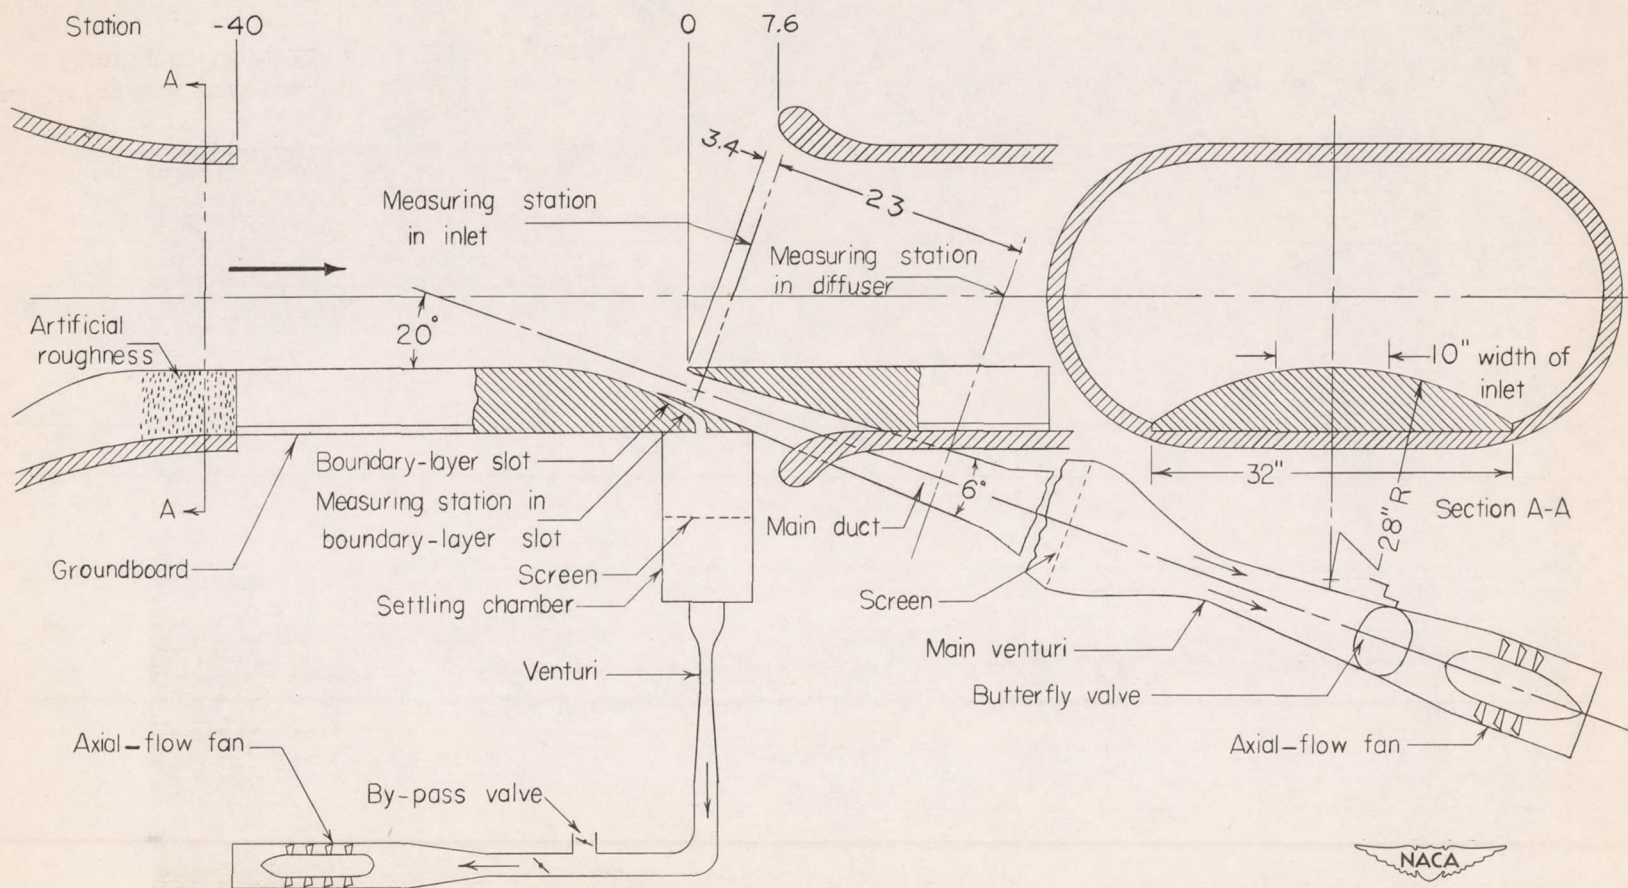 Station -40 0 7.6
A
3.4
23
Measuring station
in inlet
Measuring station
in diffuser
20°
Artificial
roughness
10" width of
inlet
Boundary-layer slot
32"
6°
28"R
Section A-A
Measuring station in
boundary-layer slot
A
Main duct
Groundboard
Screen
Settling chamber
Screen
Main venturi
Venturi
Butterfly valve
Axial-flow fan
Axial-flow fan
By-pass valve
NACA